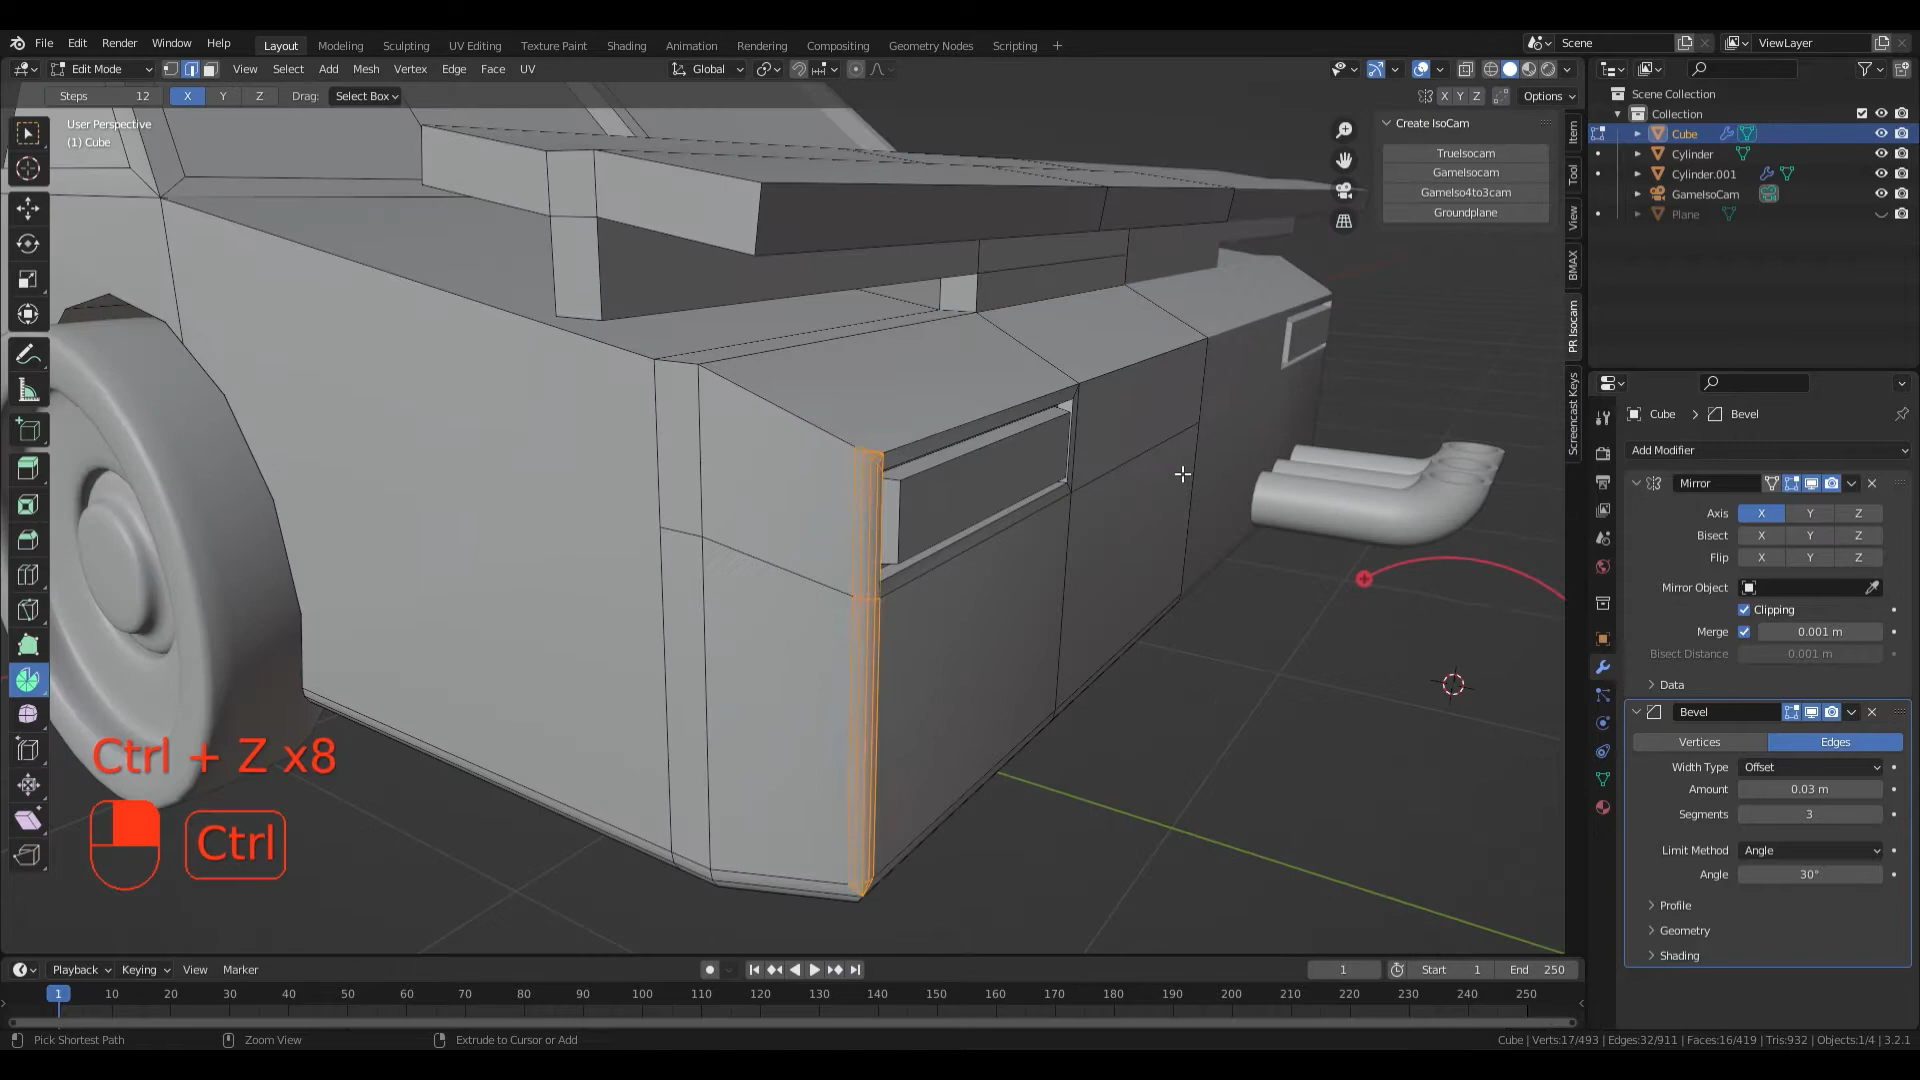 File Edit Render Window Help Layout Modeling Sculpting UV Editing Texture Paint Shading Animation Rendering Compositing Geometry Nodes Scripting + Scene ViewLayer
Edit Mode View Select Add Mesh Vertex Edge Face UV Global
Steps 12 X Y Z Drag: Select Box X Y Z Options
User Perspective
(1) Cube
Create IsoCam
TrueIsocam
GameIsocam
GameIso4to3cam
Groundplane
Item
Tool
View
BMAX
PR Isocam
Screencast Keys
Scene Collection
Collection
Cube
Cylinder
Cylinder.001
GameIsoCam
Plane
Cube > Bevel
Add Modifier
Mirror
Axis X Y Z
Bisect X Y Z
Flip X Y Z
Mirror Object
Clipping
Merge 0.001 m
Bisect Distance 0.001 m
Data
Bevel
Vertices Edges
Width Type Offset
Amount 0.03 m
Segments 3
Limit Method Angle
Angle 30°
Profile
Geometry
Shading
Ctrl + Z x8
Ctrl
Playback Keying View Marker 1 Start 1 End 250
1 10 20 30 40 50 60 70 80 90 100 110 120 130 140 150 160 170 180 190 200 210 220 230 240 250
Pick Shortest Path Zoom View Extrude to Cursor or Add Cube | Verts:17/493 | Edges:32/911 | Faces:16/419 | Tris:932 | Objects:1/4 | 3.2.1